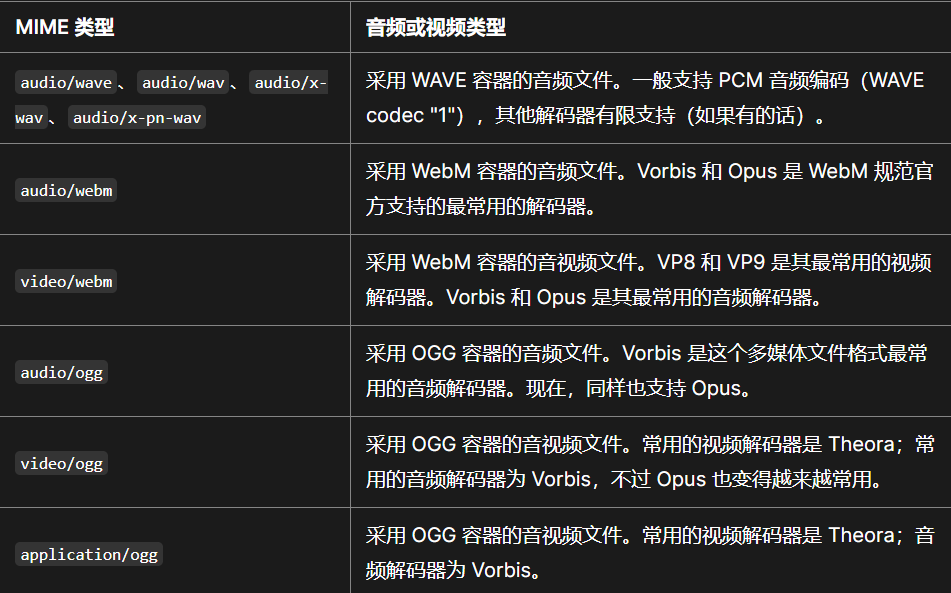 MIME 类型
音频或视频类型
audio/wave、audio/wav、audio/x-
wav、audio/x-pn-wav
采用 WAVE 容器的音频文件。一般支持 PCM 音频编码（WAVE
codec "1"），其他解码器有限支持（如果有的话）。
audio/webm
采用 WebM 容器的音频文件。Vorbis 和 Opus 是 WebM 规范官
方支持的最常用的解码器。
video/webm
采用 WebM 容器的音视频文件。VP8 和 VP9 是其最常用的视频
解码器。Vorbis 和 Opus 是其最常用的音频解码器。
audio/ogg
采用 OGG 容器的音频文件。Vorbis 是这个多媒体文件格式最常
用的音频解码器。现在，同样也支持 Opus。
video/ogg
采用 OGG 容器的音视频文件。常用的视频解码器是 Theora；常
用的音频解码器为 Vorbis，不过 Opus 也变得越来越常用。
application/ogg
采用 OGG 容器的音视频文件。常用的视频解码器是 Theora；音
频解码器为 Vorbis。